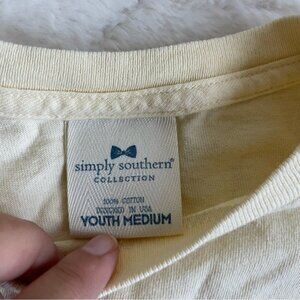 simply southern®
COLLECTION
100% COTTON
DESIGNED IN USA
YOUTH MEDIUM